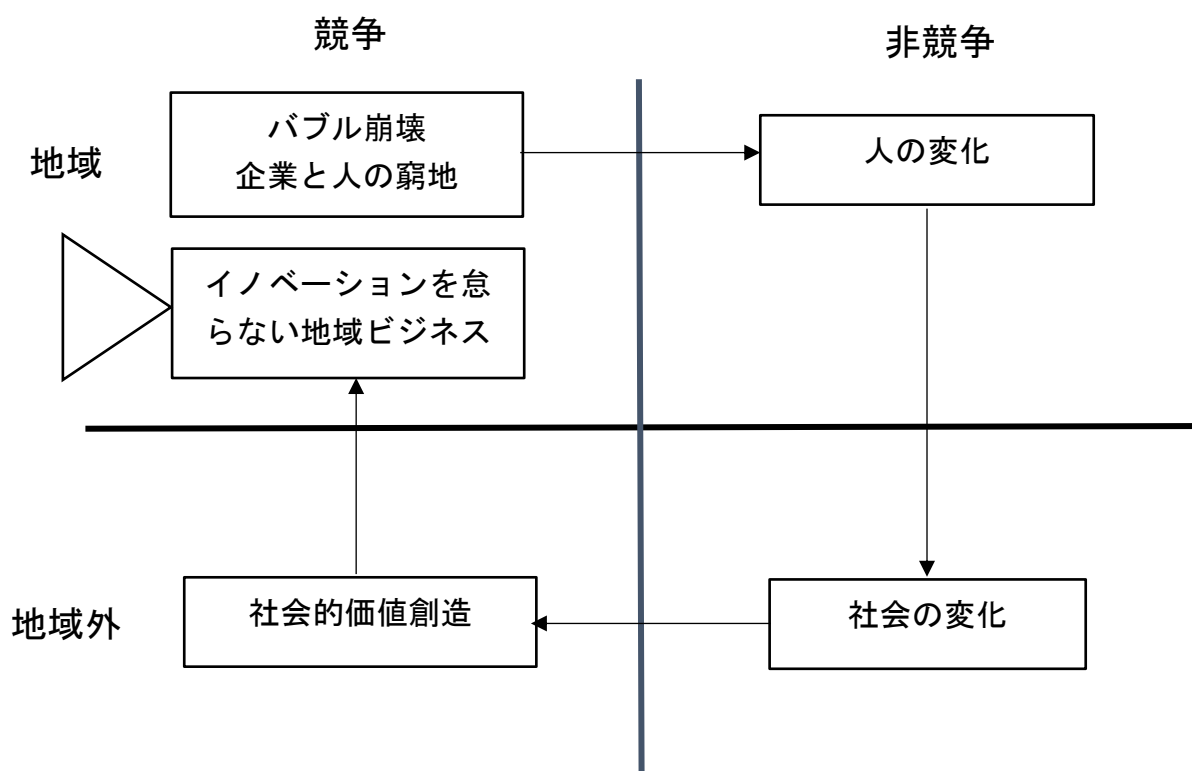 競争
非競争
地域
バブル崩壊
企業と人の窮地
人の変化
イノベーションを怠
らない地域ビジネス
地域外
社会的価値創造
社会の変化